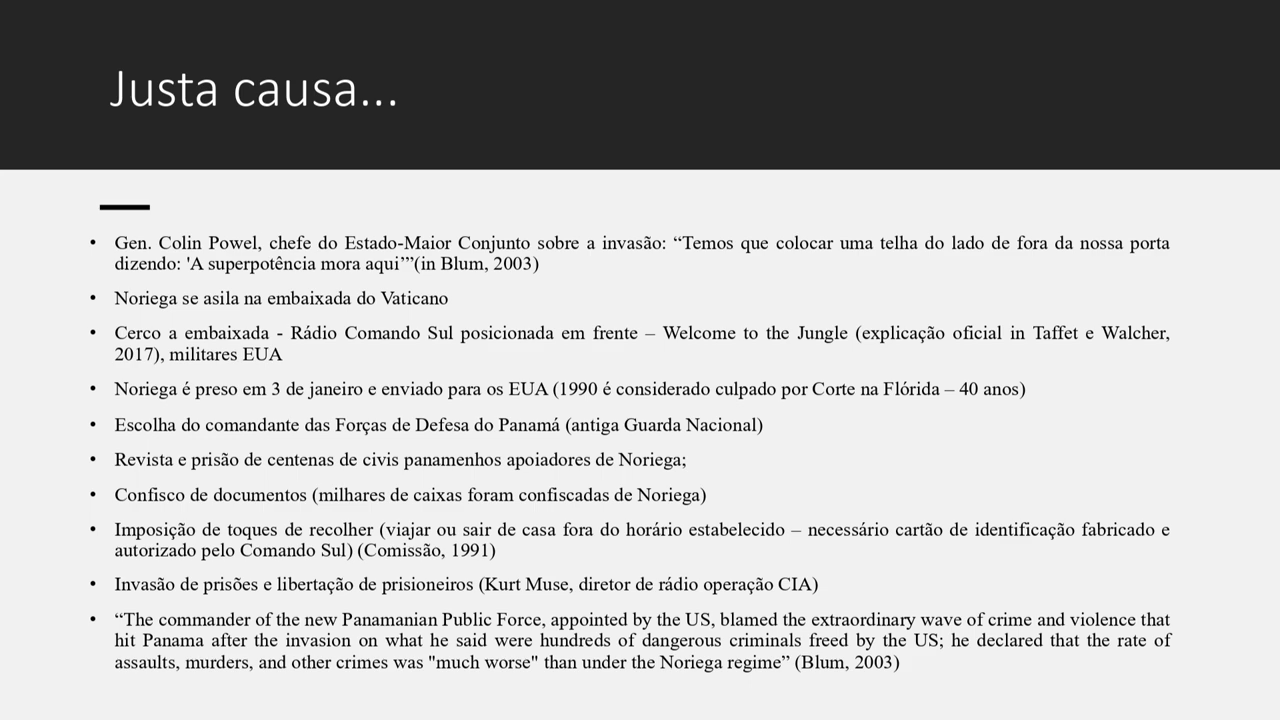 Justa causa...
• Gen. Colin Powel, chefe do Estado-Maior Conjunto sobre a invasão: “Temos que colocar uma telha do lado de fora da nossa porta
dizendo: 'A superpotência mora aqui’”(in Blum, 2003)
• Noriega se asila na embaixada do Vaticano
• Cerco a embaixada - Rádio Comando Sul posicionada em frente – Welcome to the Jungle (explicação oficial in Taffet e Walcher,
2017), militares EUA
• Noriega é preso em 3 de janeiro e enviado para os EUA (1990 é considerado culpado por Corte na Flórida – 40 anos)
• Escolha do comandante das Forças de Defesa do Panamá (antiga Guarda Nacional)
• Revista e prisão de centenas de civis panamenhos apoiadores de Noriega;
• Confisco de documentos (milhares de caixas foram confiscadas de Noriega)
• Imposição de toques de recolher (viajar ou sair de casa fora do horário estabelecido – necessário cartão de identificação fabricado e
autorizado pelo Comando Sul) (Comissão, 1991)
• Invasão de prisões e libertação de prisioneiros (Kurt Muse, diretor de rádio operação CIA)
• “The commander of the new Panamanian Public Force, appointed by the US, blamed the extraordinary wave of crime and violence that
hit Panama after the invasion on what he said were hundreds of dangerous criminals freed by the US; he declared that the rate of
assaults, murders, and other crimes was "much worse" than under the Noriega regime” (Blum, 2003)